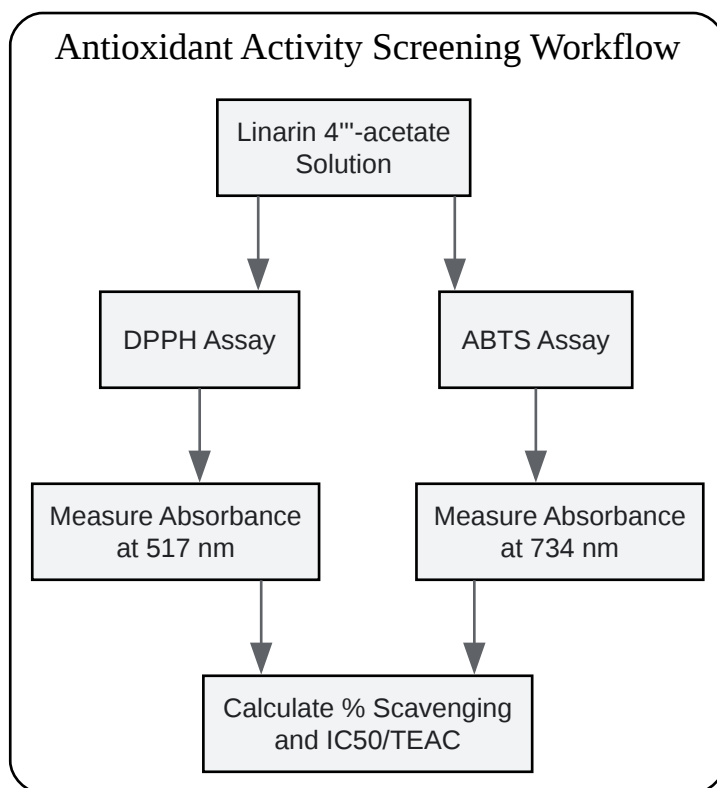 Antioxidant Activity Screening Workflow
Linarin 4'''-acetate
Solution
DPPH Assay
ABTS Assay
Measure Absorbance
at 517 nm
Measure Absorbance
at 734 nm
Calculate % Scavenging
and IC50/TEAC